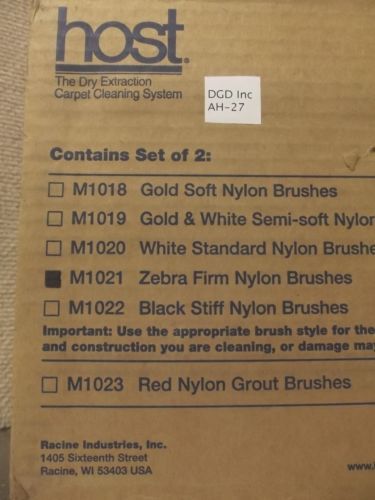 host.
The Dry Extraction
Carpet Cleaning System
DGD Inc
AH-27
Contains Set of 2:
M1018 Gold Soft Nylon Brushes
M1019 Gold & White Semi-soft Nylon
M1020 White Standard Nylon Brushe
M1021 Zebra Firm Nylon Brushes
M1022 Black Stiff Nylon Brushes
Important: Use the appropriate brush style for the
and construction you are cleaning, or damage ma
M1023 Red Nylon Grout Brushes
Racine Industries, Inc.
1405 Sixteenth Street
Racine, WI 53403 USA